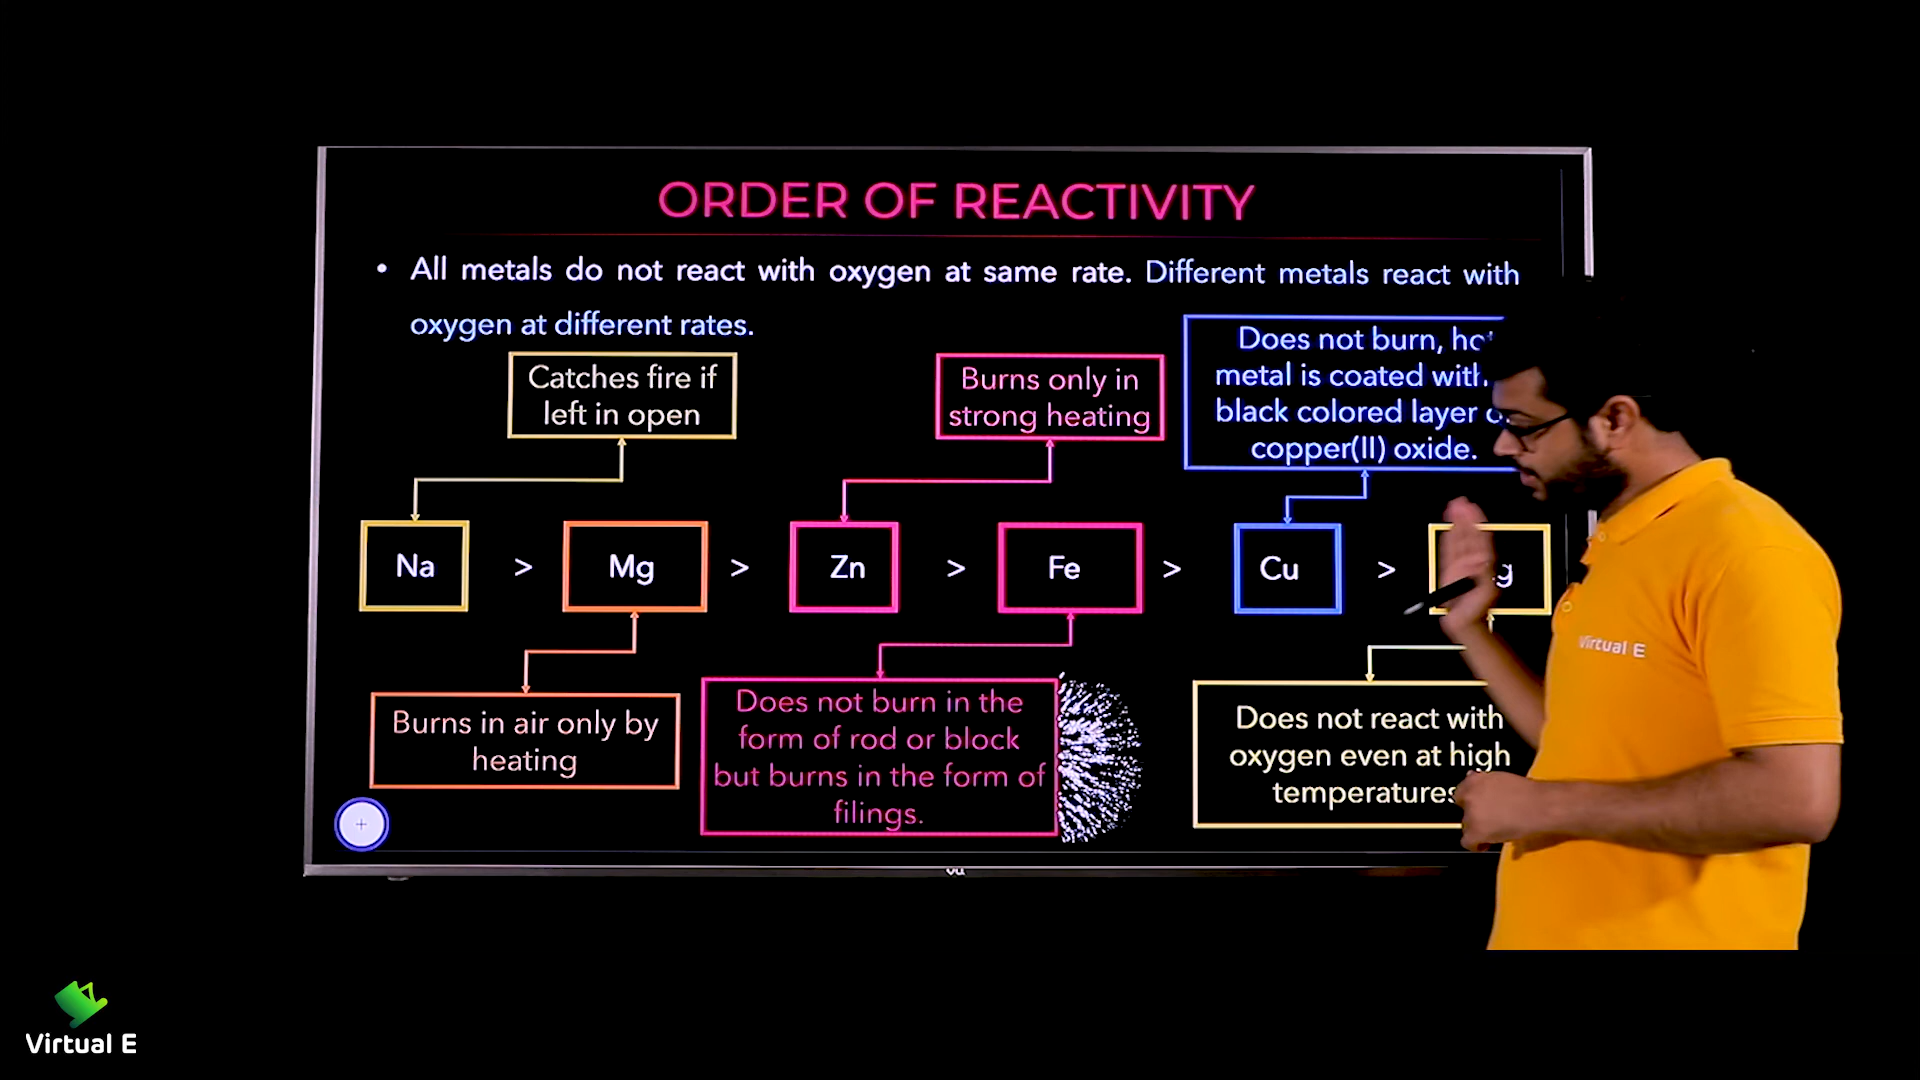 ORDER OF REACTIVITY
• All metals do not react with oxygen at same rate. Different metals react with
oxygen at different rates.
Catches fire if
left in open
Burns only in
strong heating
Does not burn,
metal is coated
black colored layer
copper(II) oxide.
Na > Mg > Zn > Fe > Cu >
Burns in air only by
heating
Does not burn in the
form of rod or block
but burns in the form of
filings.
Does not react with
oxygen even at high
temperatures
Virtual E
Virtual E